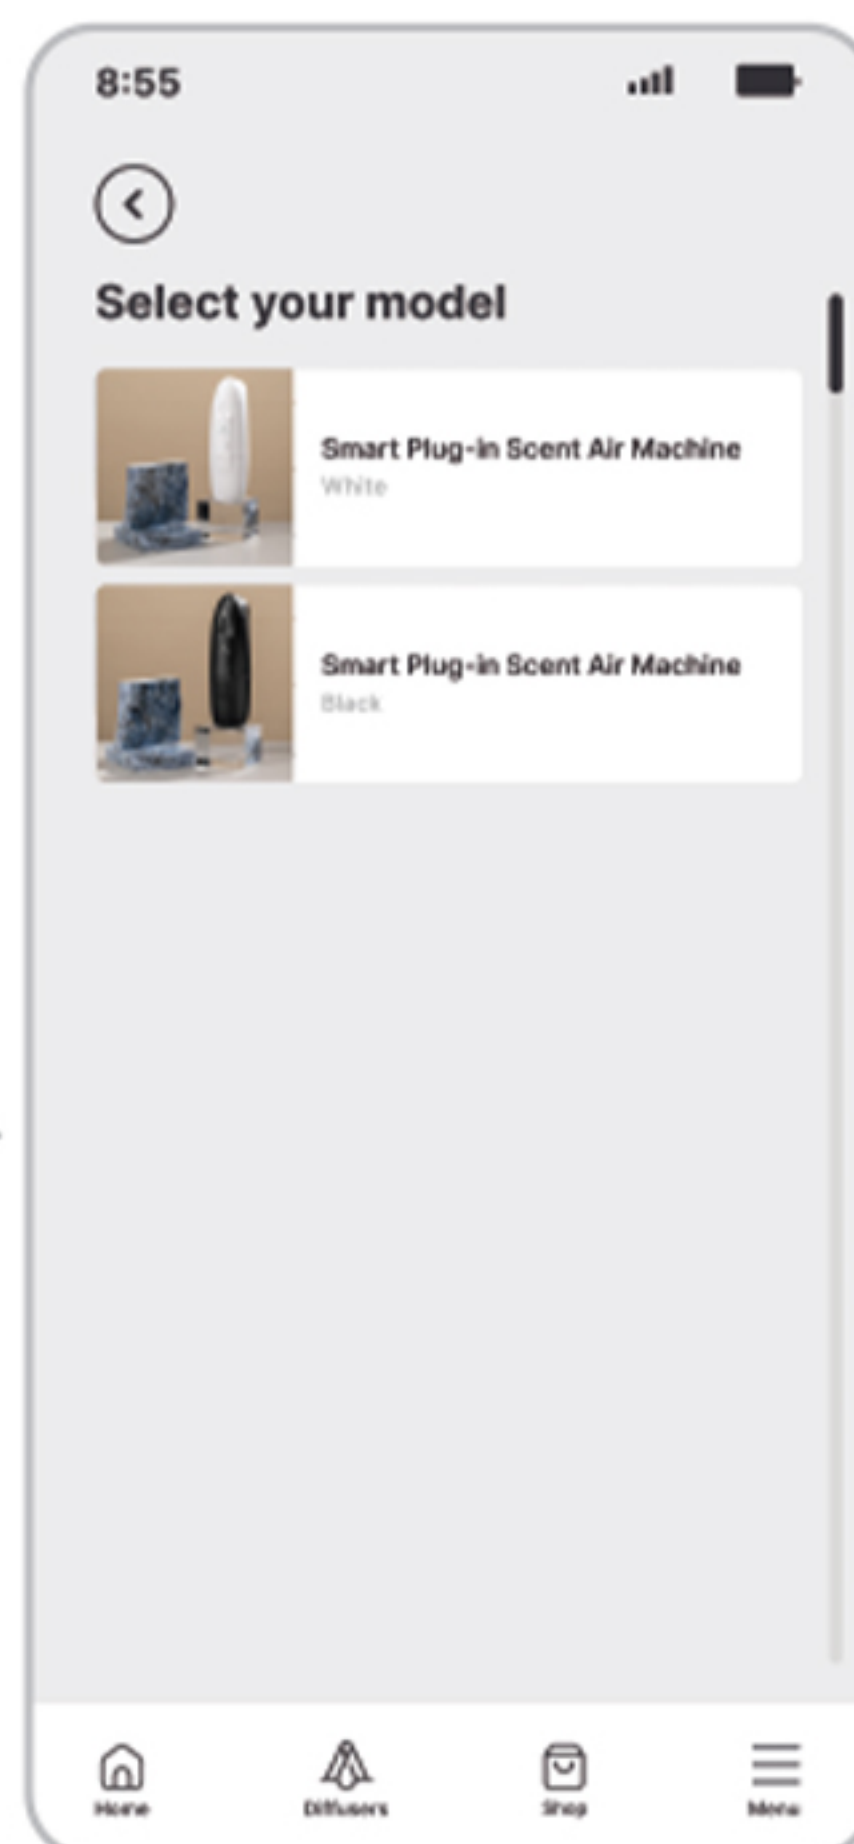 8:55
Select your model
Smart Plug-in Scent Air Machine
White
Smart Plug-in Scent Air Machine
Black
Home
Diffusers
Shop
Menu